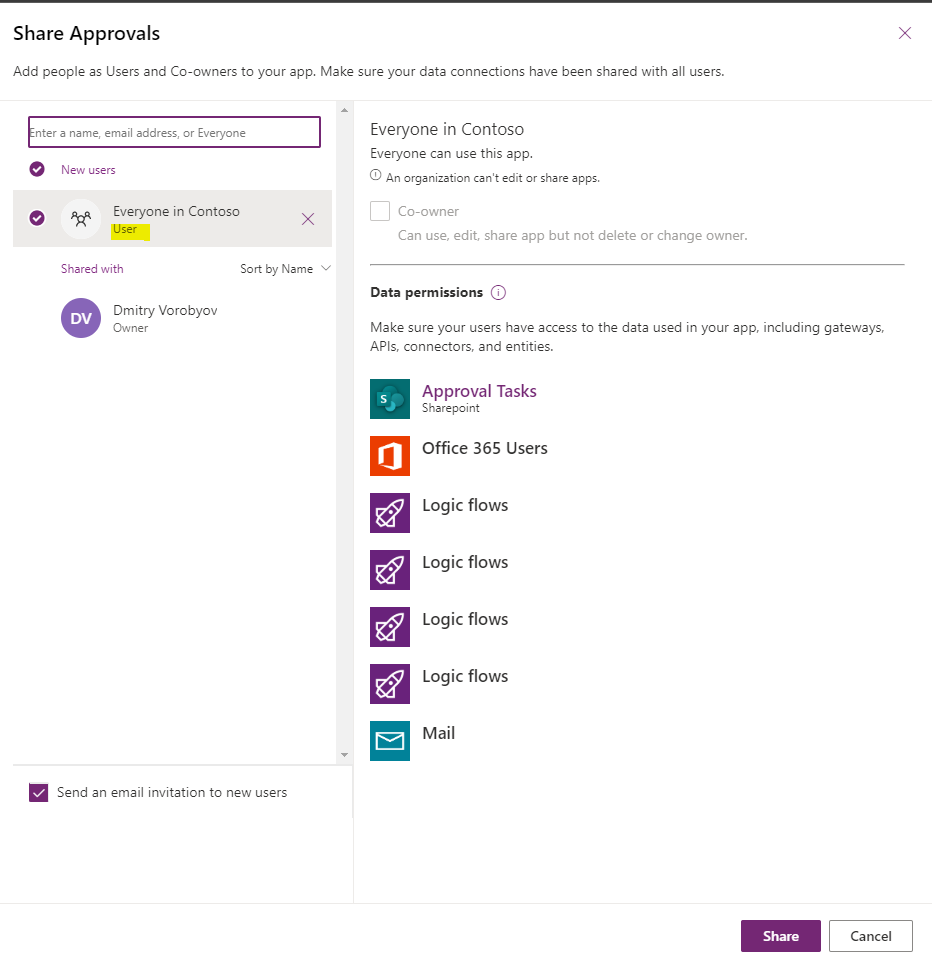 Share Approvals
Add people as Users and Co-owners to your app. Make sure your data connections have been shared with all users.
Enter a name, email address, or Everyone
New users
Everyone in Contoso
User
Shared with
Sort by Name
DV
Dmitry Vorobyov
Owner
Send an email invitation to new users
Everyone in Contoso
Everyone can use this app.
An organization can't edit or share apps.
Co-owner
Can use, edit, share app but not delete or change owner.
Data permissions
Make sure your users have access to the data used in your app, including gateways,
APIs, connectors, and entities.
S
Approval Tasks
Sharepoint
Office 365 Users
Logic flows
Logic flows
Logic flows
Logic flows
Mail
Share
Cancel